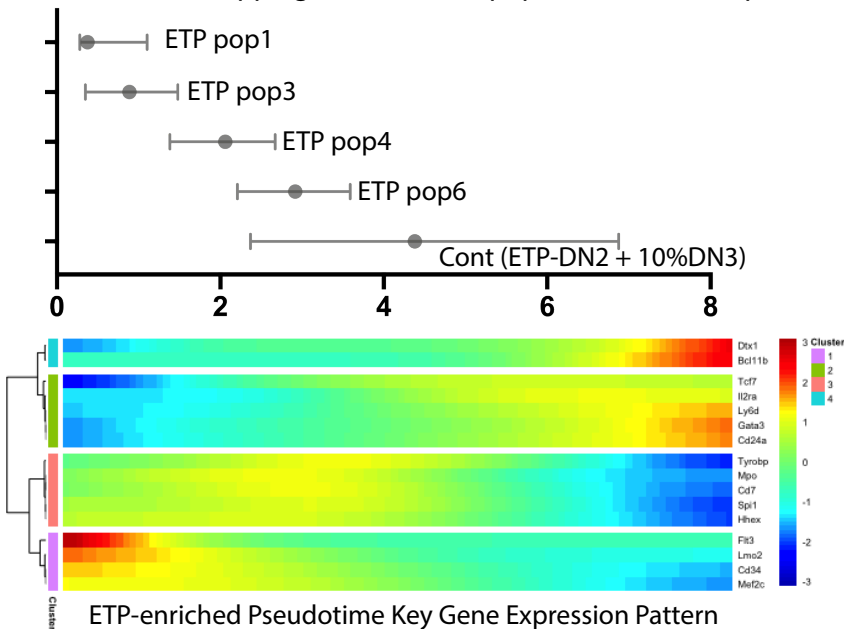 ETP pop1
ETP pop3
ETP pop4
ETP pop6
Cont (ETP-DN2 + 10%DN3)
0 2 4 6 8
Dtx1
Bcl11b
Tcf7
Il2ra
Ly6d
Gata3
Cd24a
Tyrobp
Mpo
Cd7
Spi1
Hhex
Flt3
Lmo2
Cd34
Mef2c
3
2
1
0
-1
-2
-3
Cluster
1
2
3
4
Cluster
ETP-enriched Pseudotime Key Gene Expression Pattern